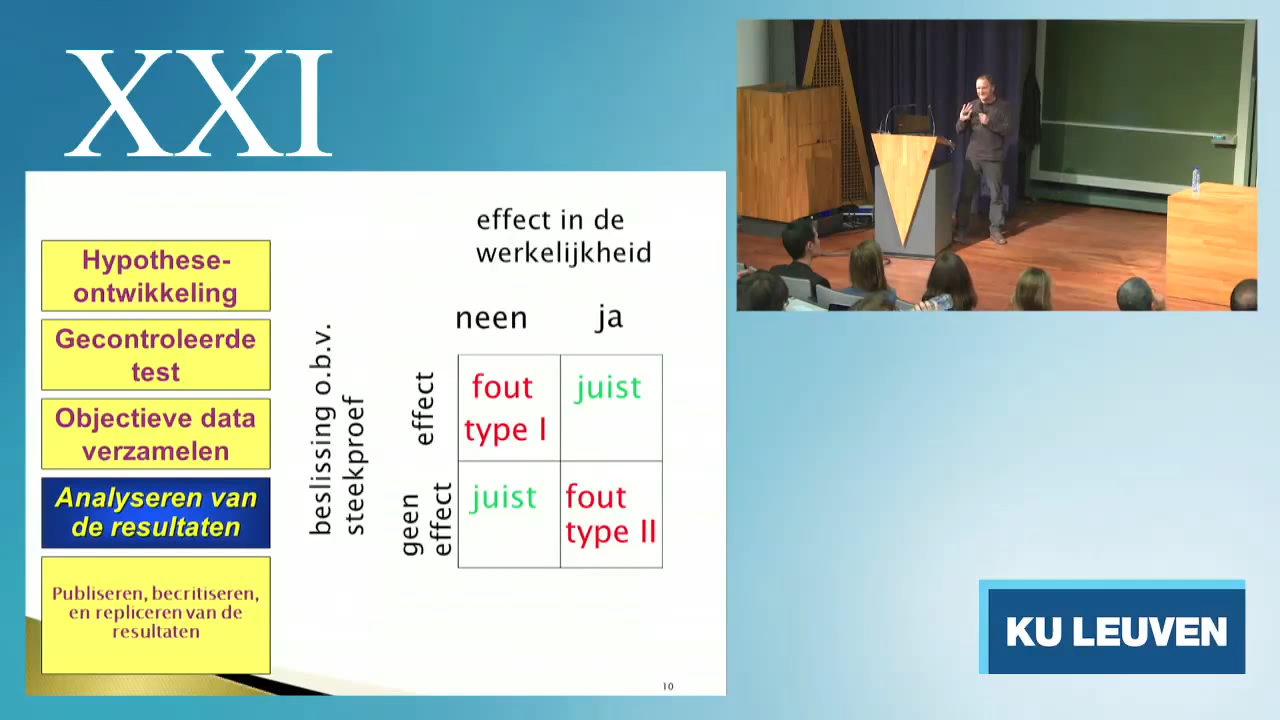 XXI
Hypothese-
ontwikkeling
Gecontroleerde
test
Objectieve data
verzamelen
Analyseren van
de resultaten
Publiseren, becritiseren,
en repliceren van de
resultaten
effect in de
werkelijkheid
neen ja
beslissing o.b.v.
steekproef
effect
fout
type I
juist
geen
effect
juist
fout
type II
10
KU LEUVEN